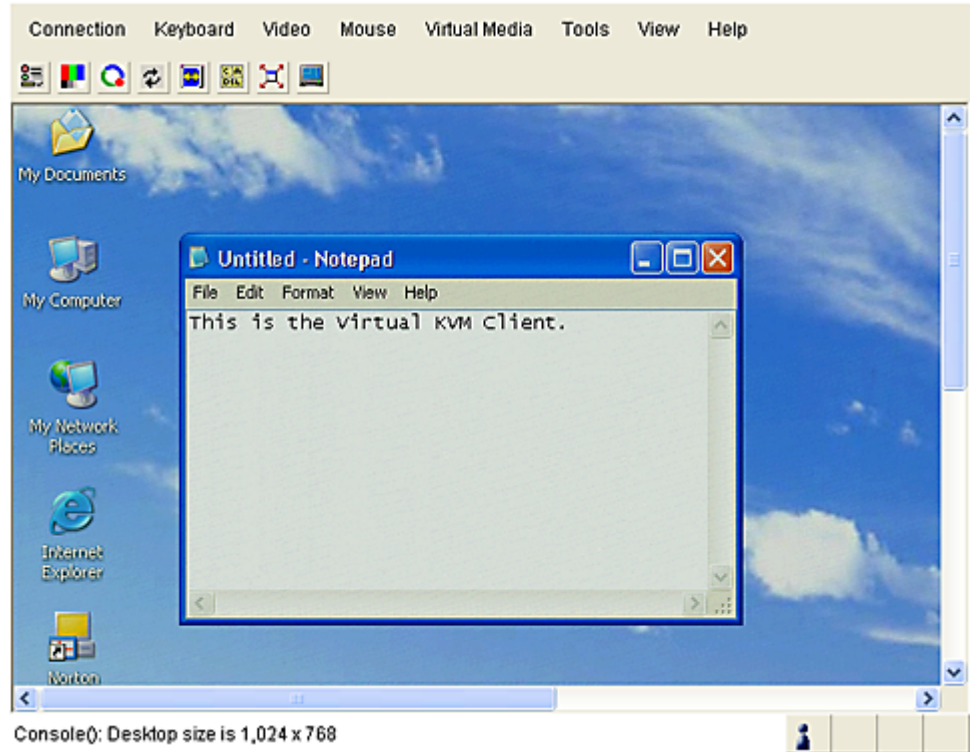 Connection Keyboard Video Mouse Virtual Media Tools View Help
My Documents
My Computer
My Network
Places
Internet
Explorer
Norton
Untitled - Notepad
File Edit Format View Help
This is the Virtual KVM Client.
Console(): Desktop size is 1,024 x 768